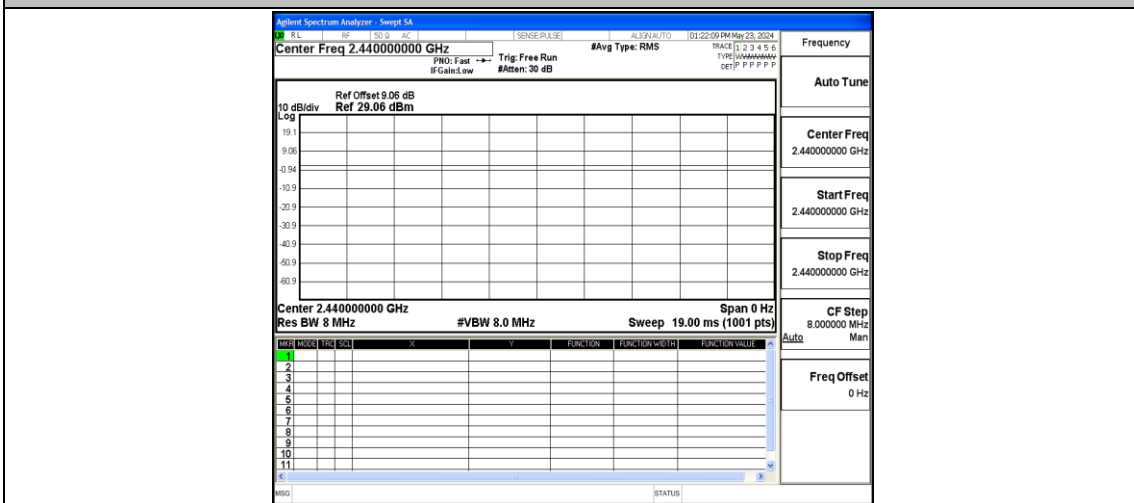 Agilent Spectrum Analyzer - Swept SA
RL RF 50 Ω AC SENSE:PULSE ALIGN AUTO 01:22:09 PM May 23, 2024
Center Freq 2.440000000 GHz #Avg Type: RMS TRACE 1 2 3 4 5 6
PNO: Fast Trig: Free Run TYPE WWWWWW
IFGain:Low #Atten: 30 dB DET P P P P P P
Ref Offset 9.06 dB
10 dB/div Ref 29.06 dBm
Log
19.1
9.06
-0.94
-10.9
-20.9
-30.9
-40.9
-50.9
-60.9
Center 2.440000000 GHz Span 0 Hz
Res BW 8 MHz #VBW 8.0 MHz Sweep 19.00 ms (1001 pts)
MKR MODE TRC SCL X Y FUNCTION FUNCTION WIDTH FUNCTION VALUE
1
2
3
4
5
6
7
8
9
10
11
MSG STATUS
Frequency
Auto Tune
Center Freq
2.440000000 GHz
Start Freq
2.440000000 GHz
Stop Freq
2.440000000 GHz
CF Step
8.000000 MHz
Auto Man
Freq Offset
0 Hz